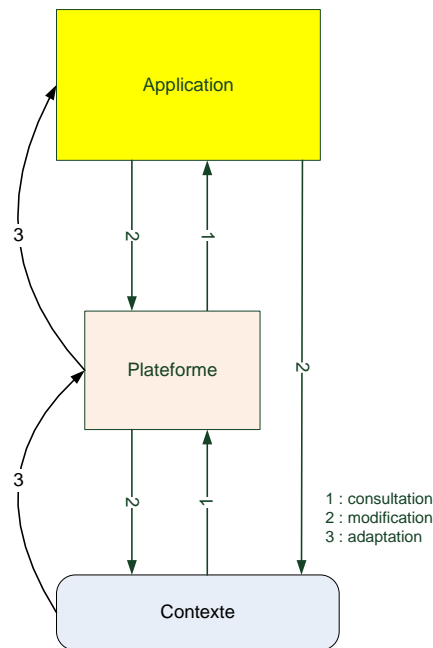 Application
3
2
1
2
Plateforme
3
2
1
1 : consultation
2 : modification
3 : adaptation
Contexte